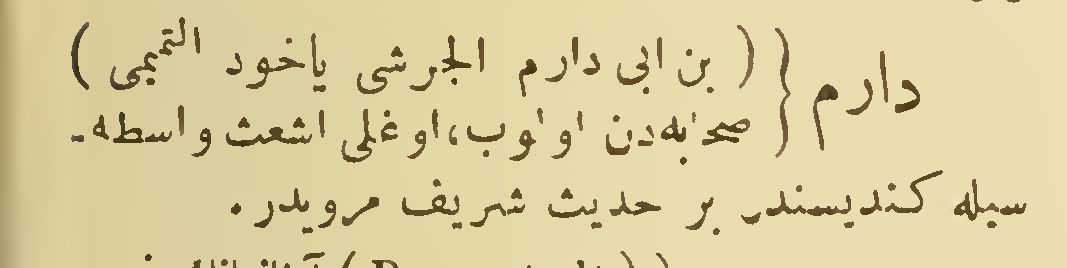 دارم { ( بن ابی دارم الجرشی یاخود التمیمی )
صحابه‌دن اولوب، اوغلی اشعث واسطه-
سیله کندیسندن بر حدیث شریف مرویدر .